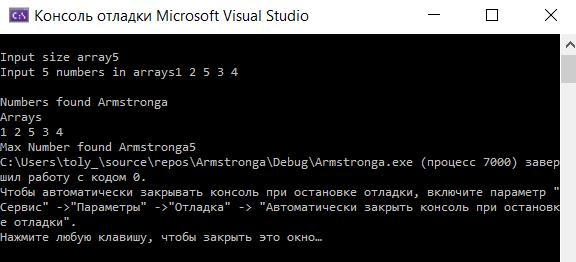 Консоль отладки Microsoft Visual Studio
Input size array5
Input 5 numbers in arrays1 2 5 3 4
Numbers found Armstronga
Arrays
1 2 5 3 4
Max Number found Armstronga5
C:\Users\toly_\source\repos\Armstronga\Debug\Armstronga.exe (процесс 7000) завер
шил работу с кодом 0.
Чтобы автоматически закрывать консоль при остановке отладки, включите параметр "
Сервис" ->"Параметры" ->"Отладка" -> "Автоматически закрыть консоль при остановк
е отладки".
Нажмите любую клавишу, чтобы закрыть это окно…